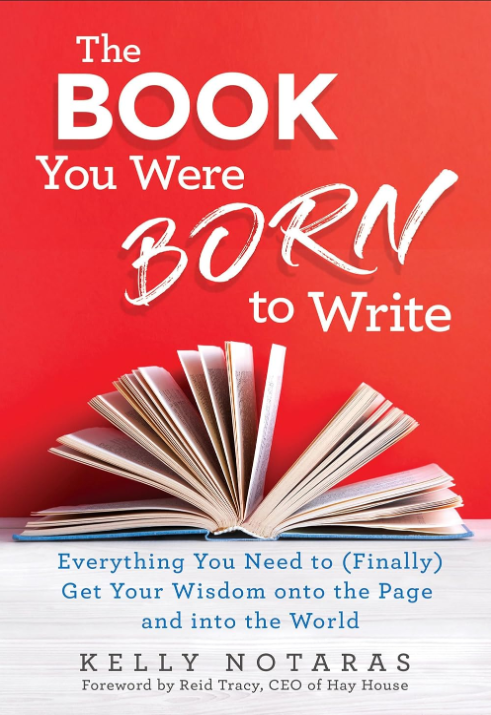 The
BOOK
You Were
BORN
to Write
Everything You Need to (Finally)
Get Your Wisdom onto the Page
and into the World
KELLY NOTARAS
Foreword by Reid Tracy, CEO of Hay House